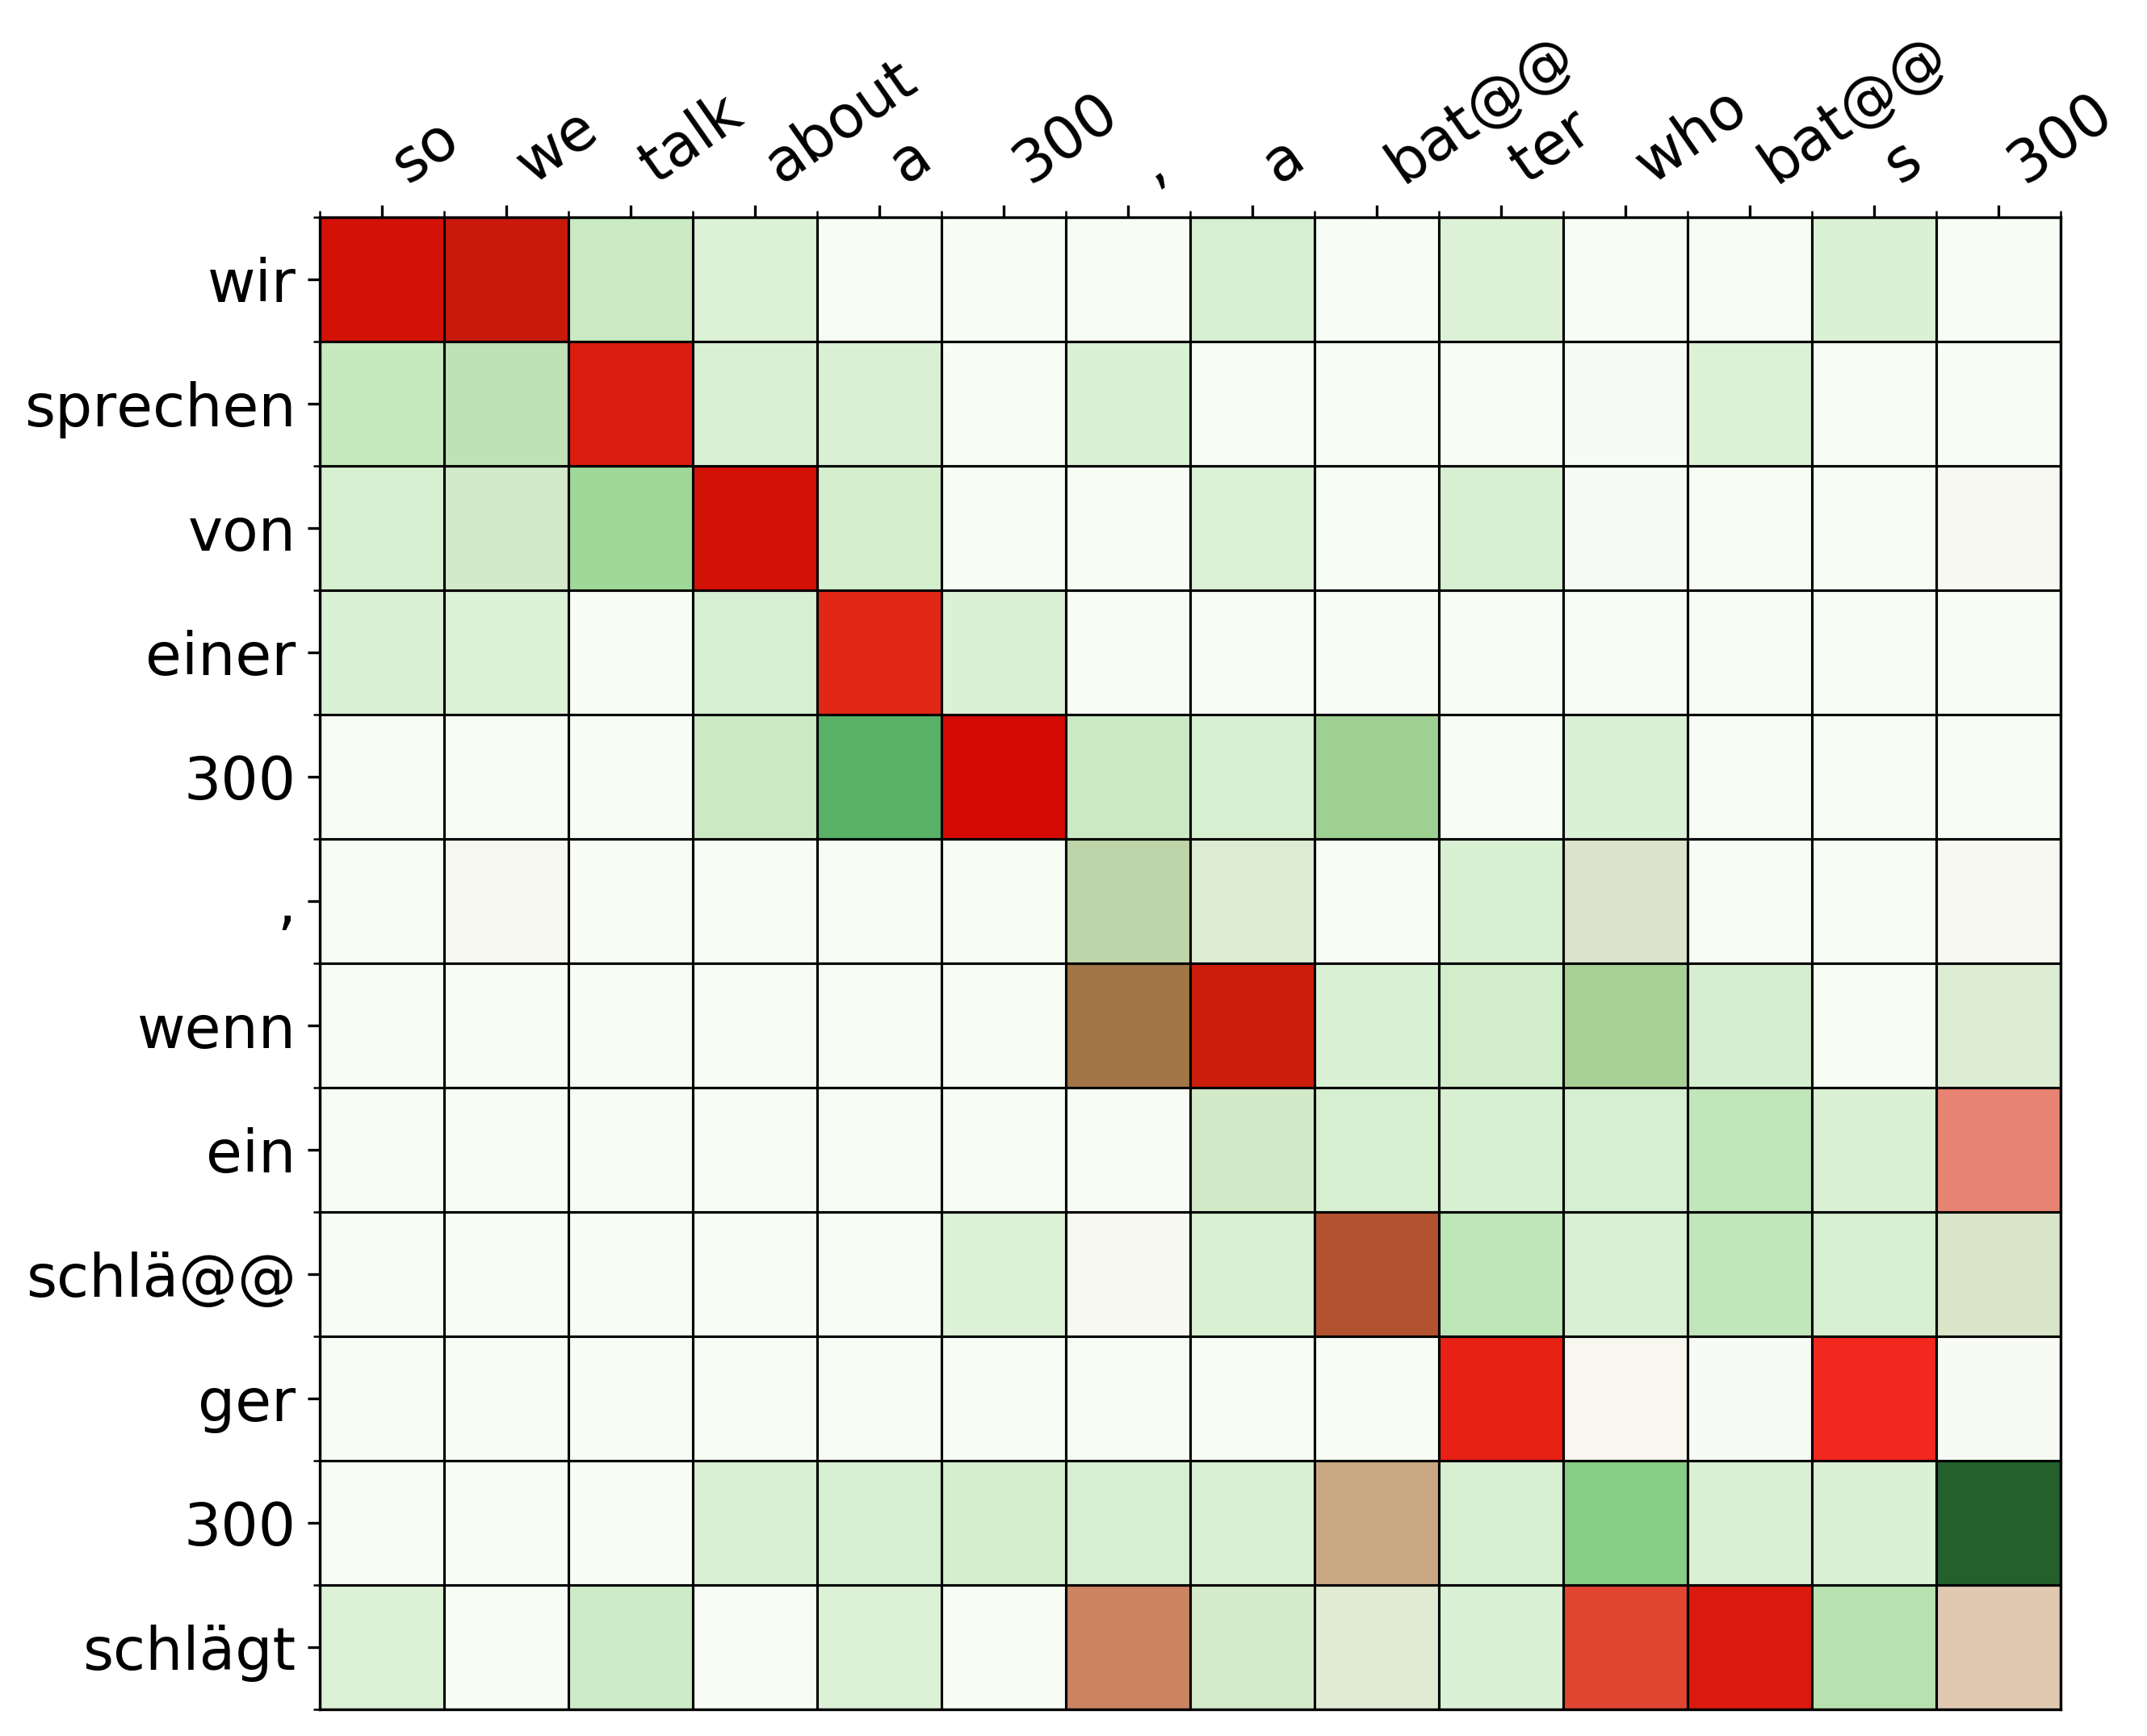 so we talk about a 300 , a bat@@ ter who bat@@ s 300
wir
sprechen
von
einer
300
,
wenn
ein
schlä@@
ger
300
schlägt